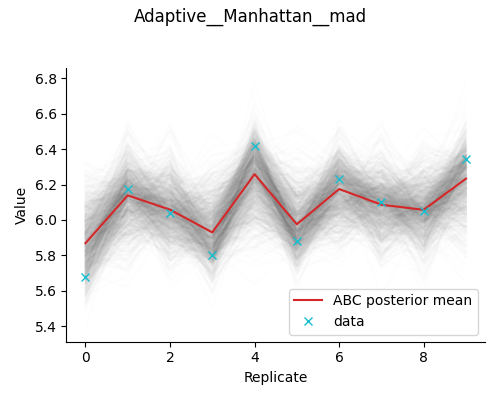 Adaptive__Manhattan__mad
6.8
6.6
6.4
6.2
6.0
5.8
5.6
5.4
Value
0 2 4 6 8
Replicate
ABC posterior mean
data